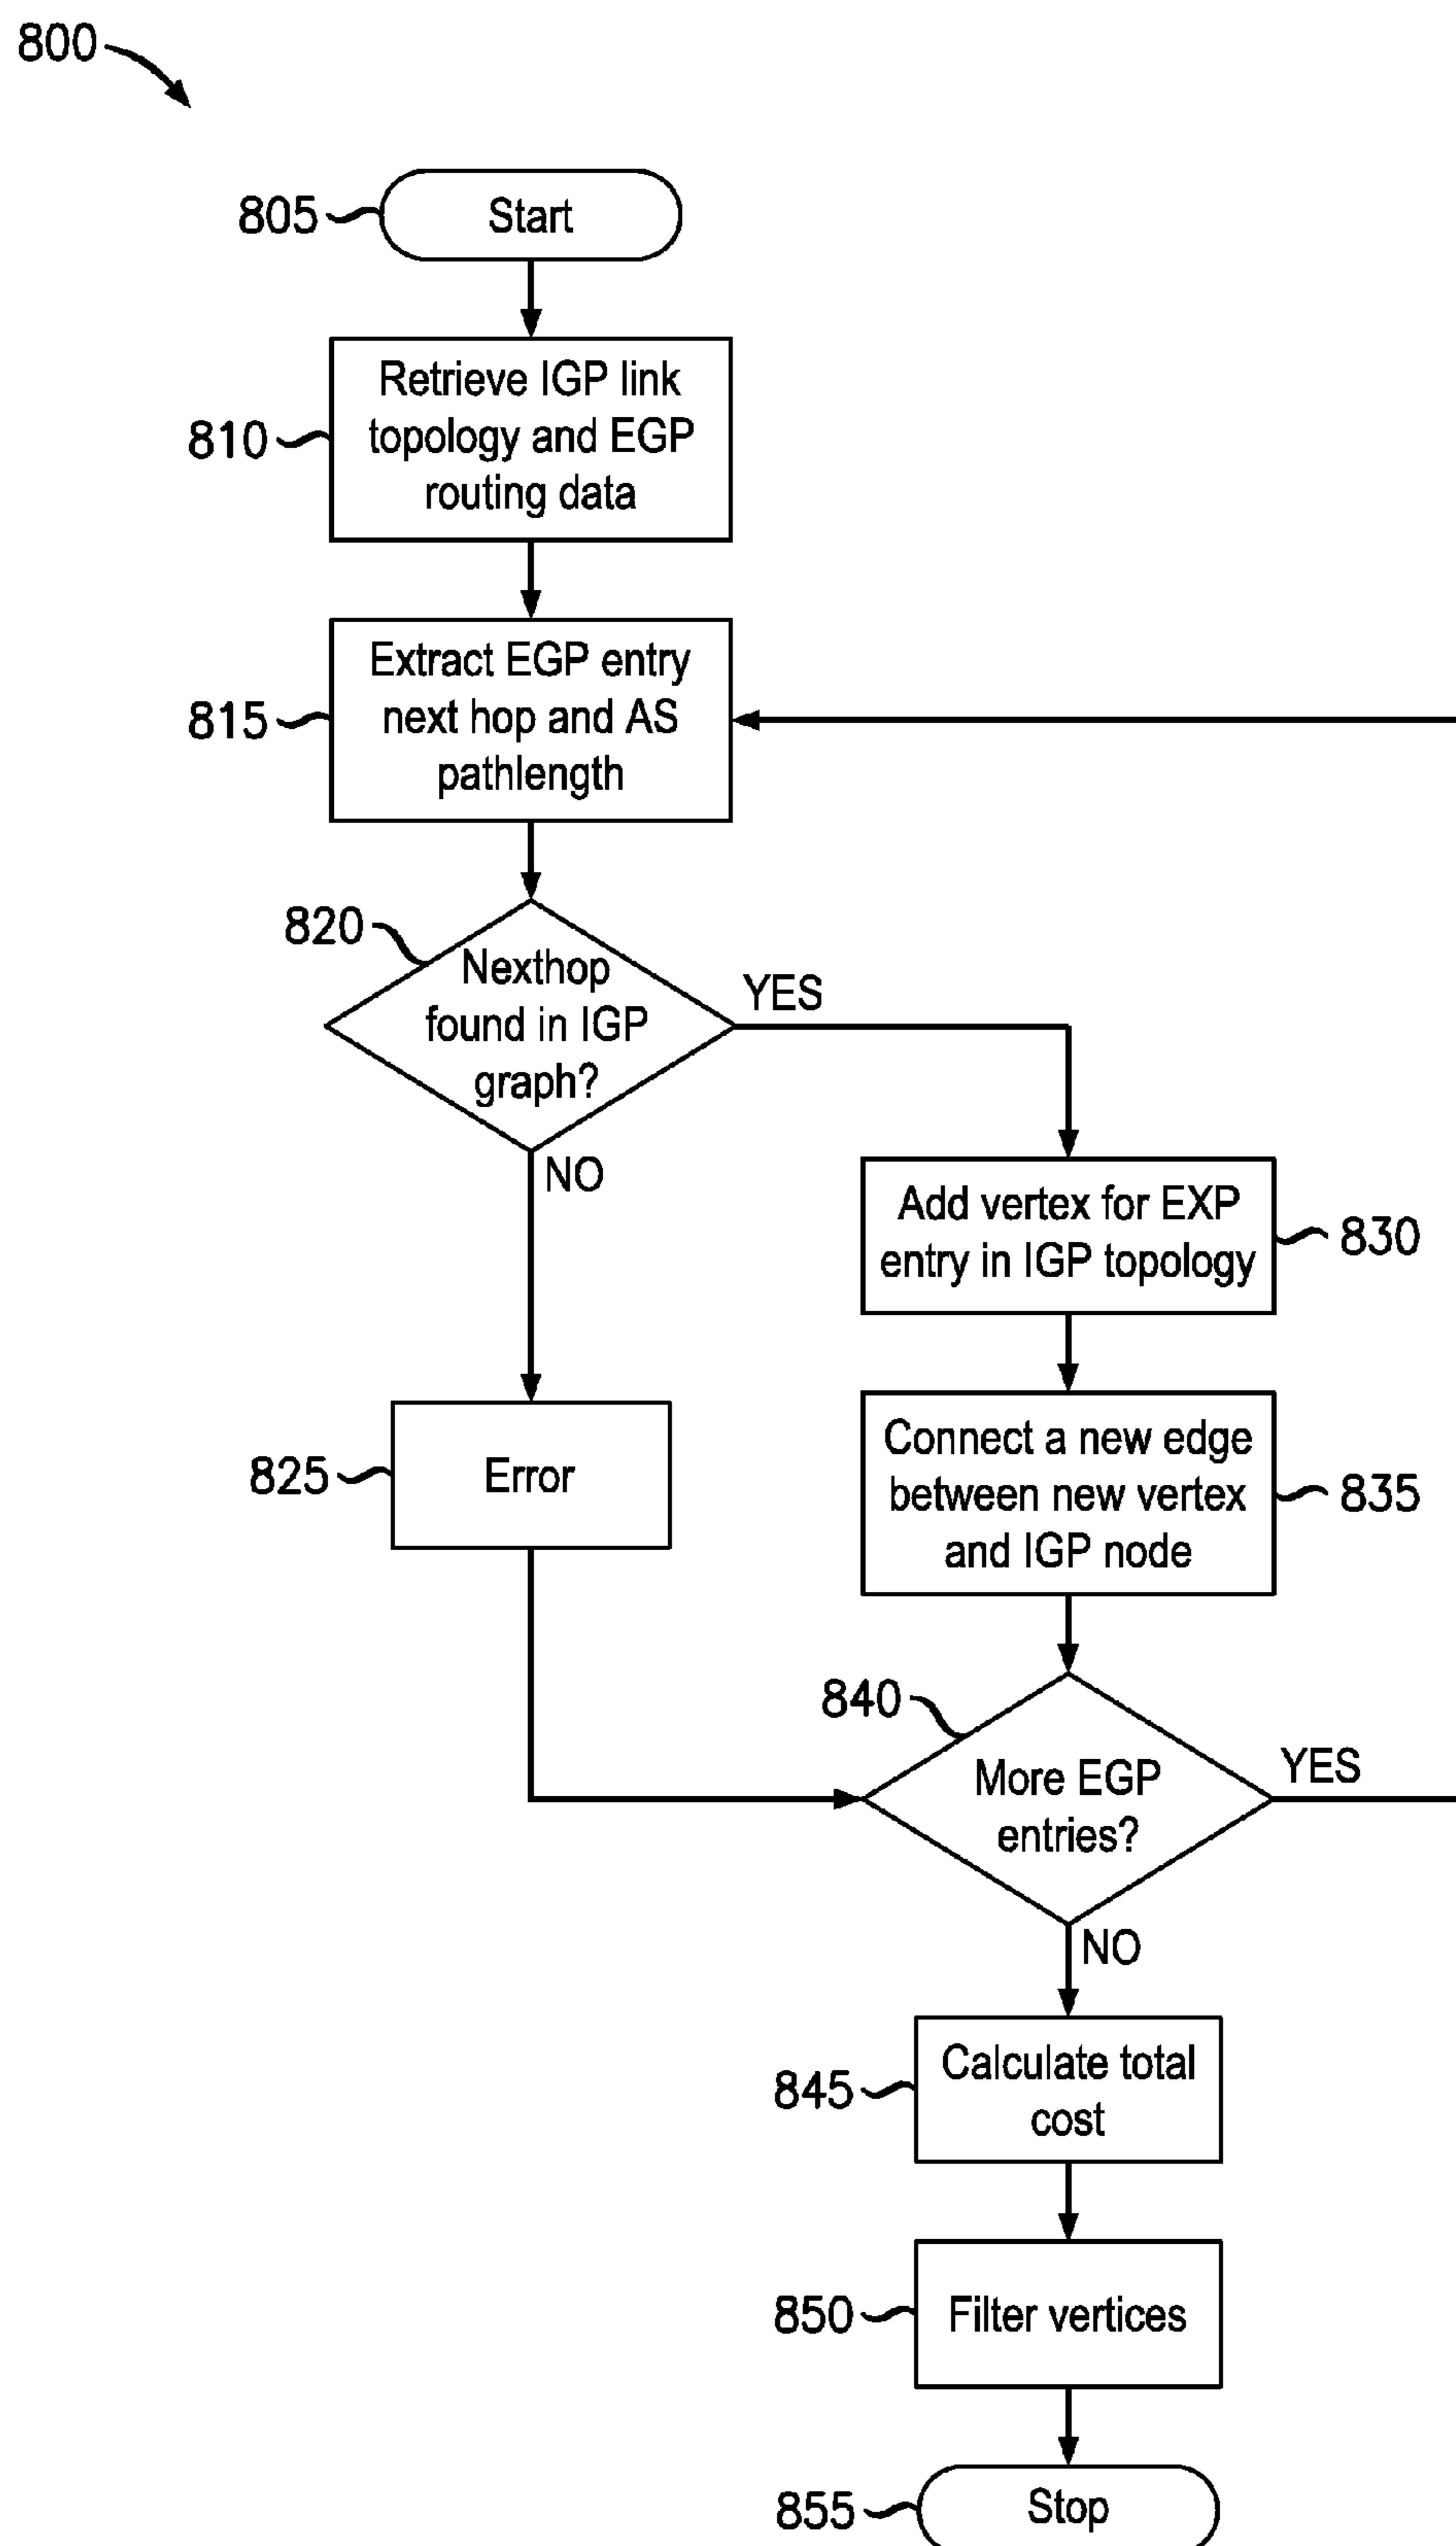 800
805
Start
810
Retrieve IGP link
topology and EGP
routing data
815
Extract EGP entry
next hop and AS
pathlength
820
Nexthop
found in IGP
graph?
YES
NO
Add vertex for EXP
entry in IGP topology
830
825
Error
Connect a new edge
between new vertex
and IGP node
835
840
More EGP
entries?
YES
NO
845
Calculate total
cost
850
Filter vertices
855
Stop